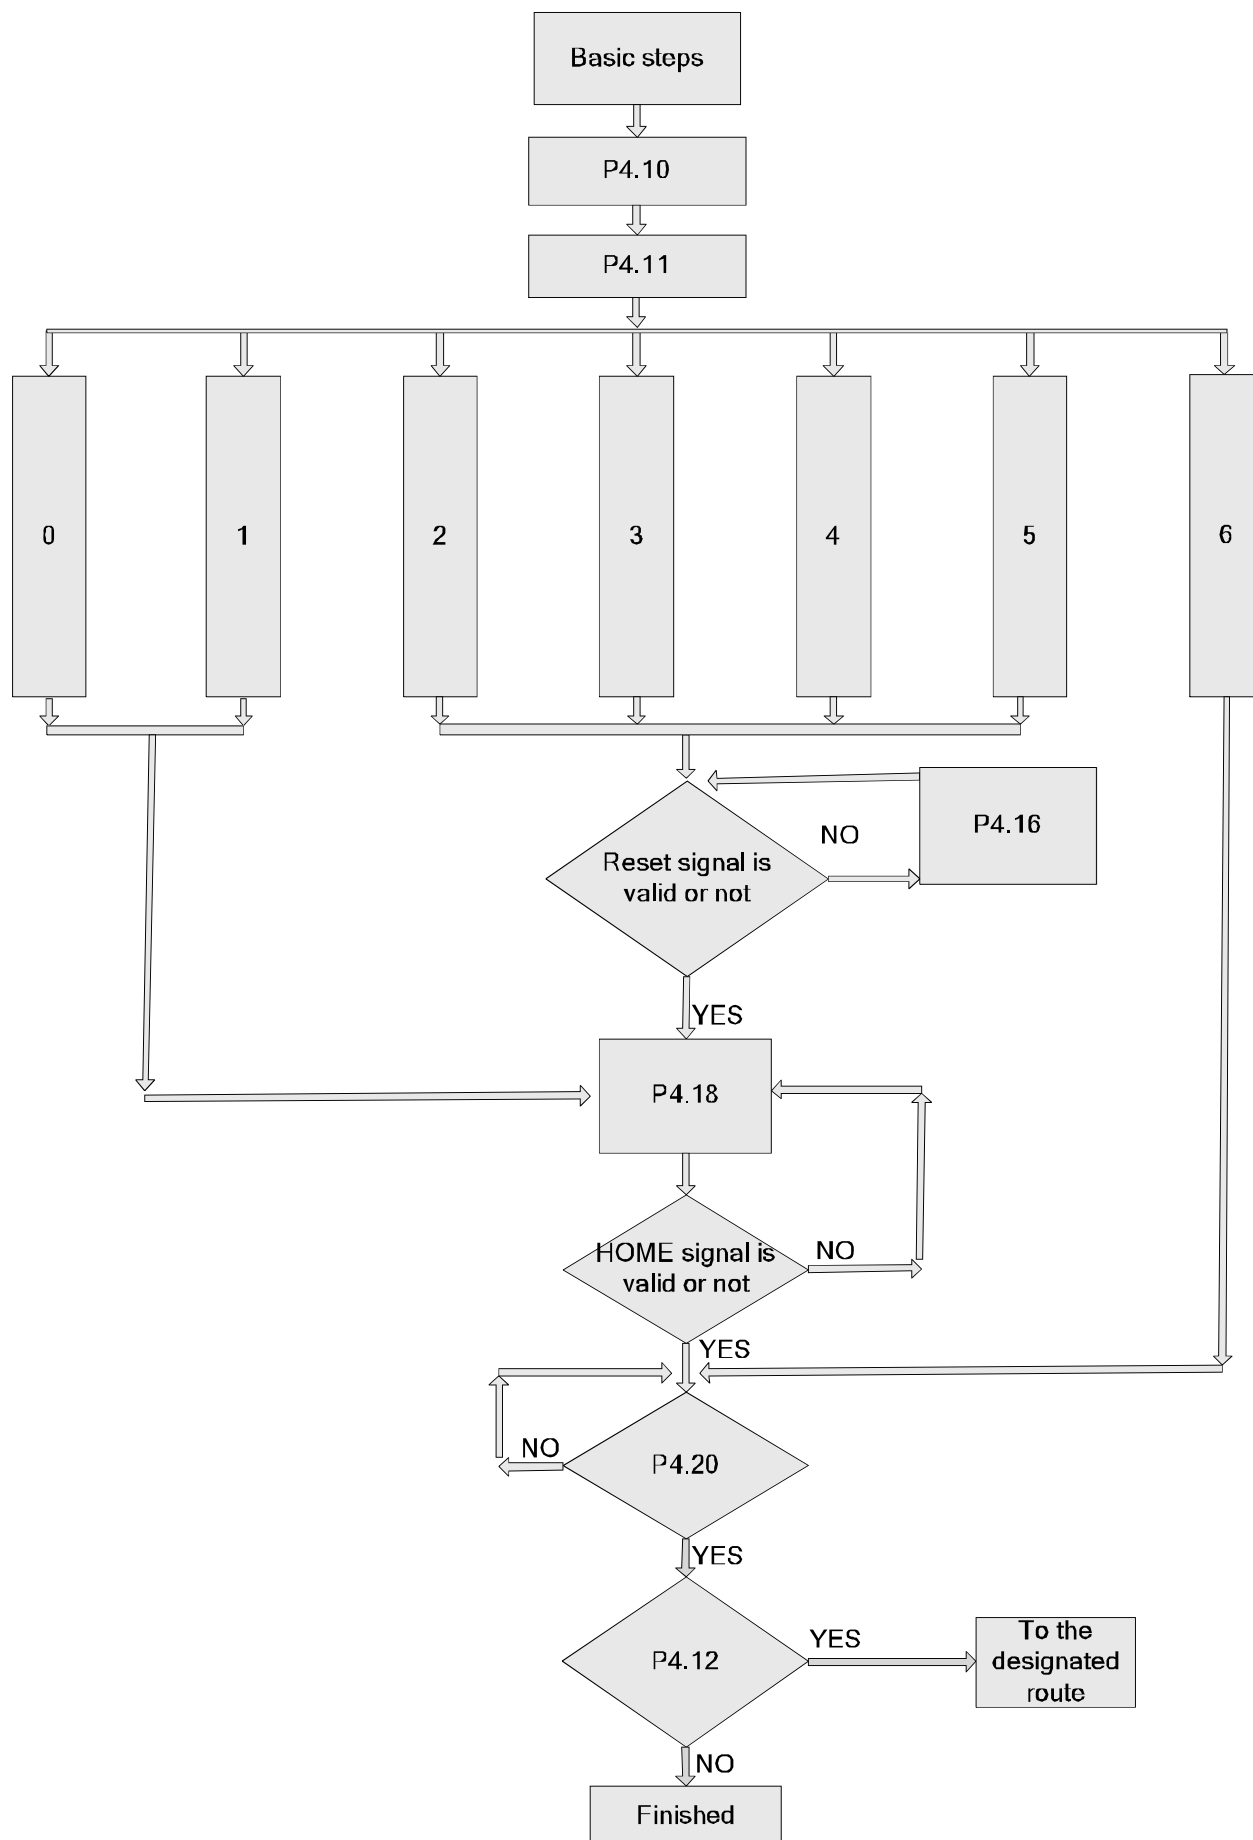 Basic steps
P4.10
P4.11
0
1
2
3
4
5
6
P4.16
NO
Reset signal is
valid or not
YES
P4.18
HOME signal is
valid or not
NO
YES
NO
P4.20
YES
P4.12
YES
To the
designated
route
NO
Finished